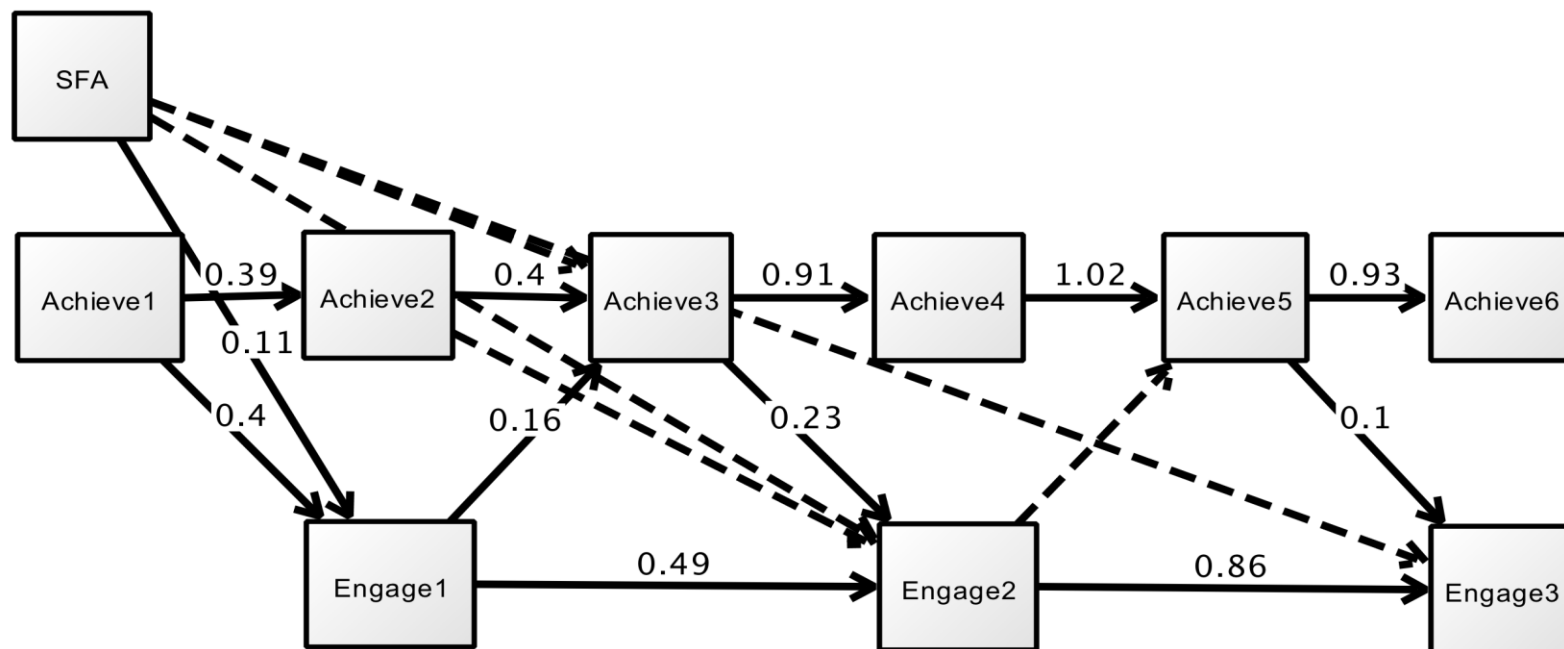 SFA
Achieve1
0.39
Achieve2
0.4
Achieve3
0.91
Achieve4
1.02
Achieve5
0.93
Achieve6
0.11
0.4
0.16
0.23
0.1
Engage1
0.49
Engage2
0.86
Engage3